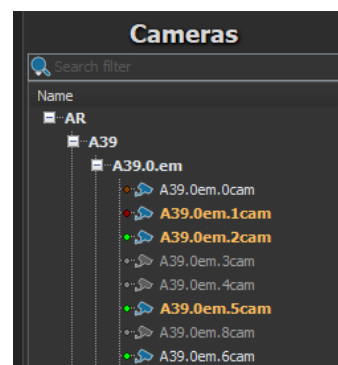 Cameras
Search filter
Name
AR
A39
A39.0.em
A39.0em.0cam
A39.0em.1cam
A39.0em.2cam
A39.0em.3cam
A39.0em.4cam
A39.0em.5cam
A39.0em.8cam
A39.0em.6cam